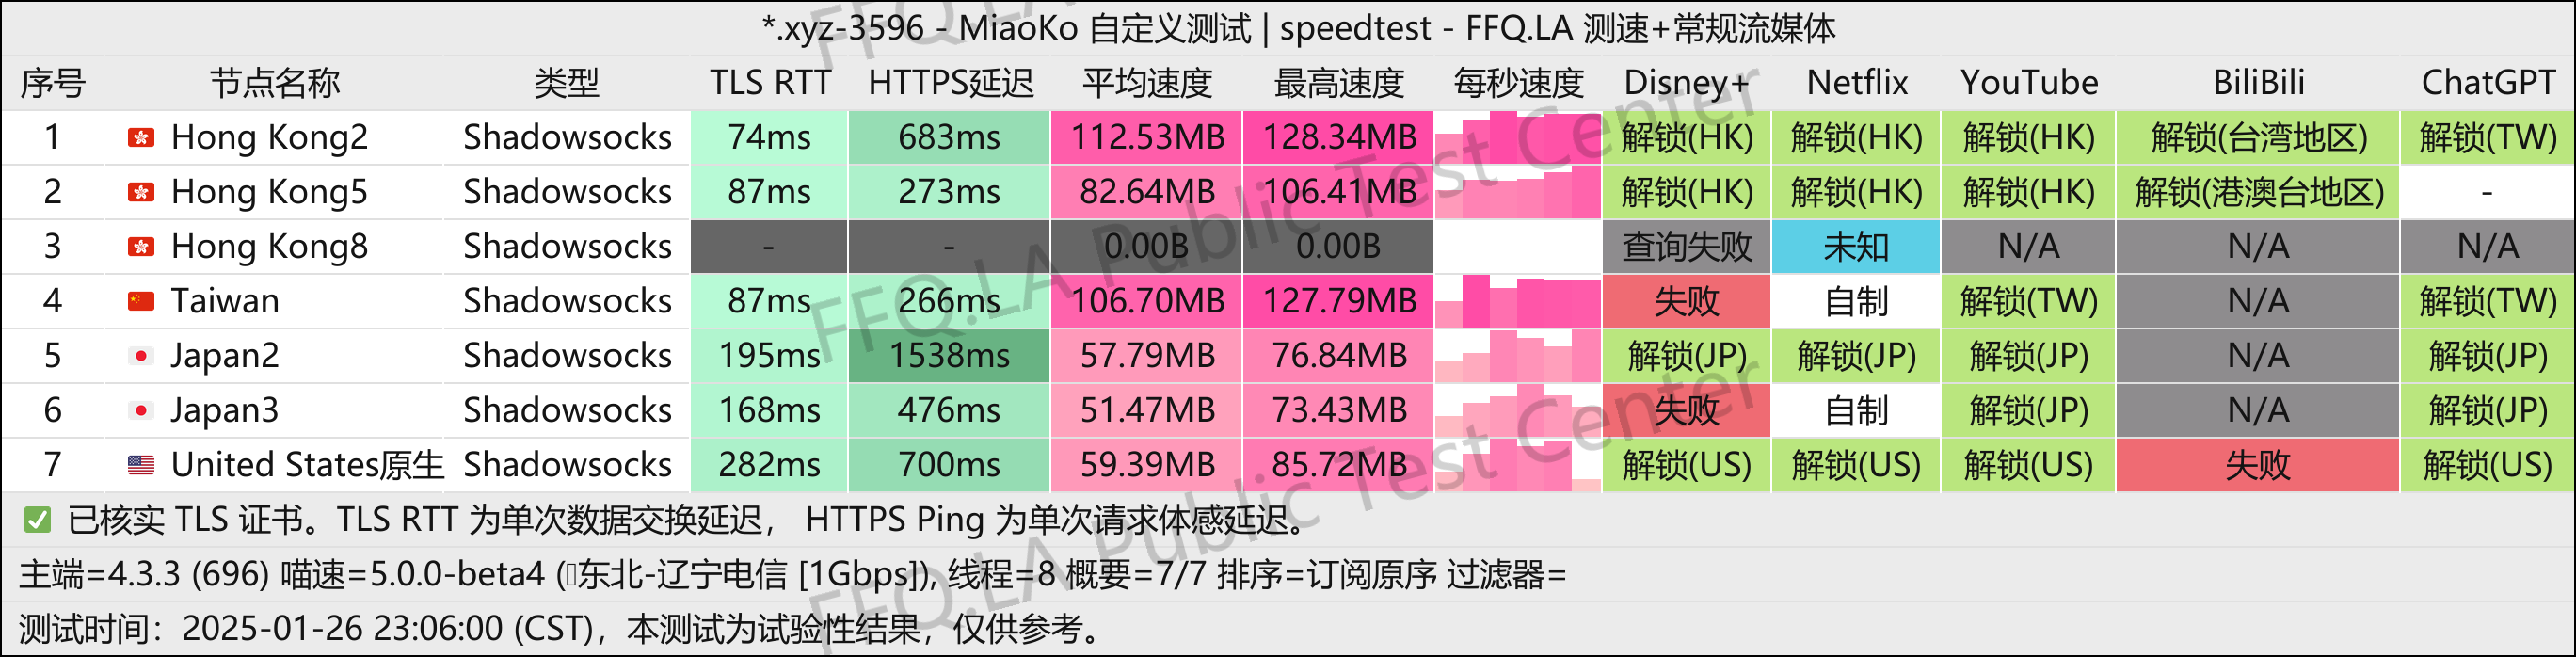 *.xyz-3596 - MiaoKo 自定义测试 | speedtest - FFQ.LA 测速+常规流媒体
序号 节点名称 类型 TLS RTT HTTPS延迟 平均速度 最高速度 每秒速度 Disney+ Netflix YouTube BiliBili ChatGPT
1 Hong Kong2 Shadowsocks 74ms 683ms 112.53MB 128.34MB 解锁(HK) 解锁(HK) 解锁(HK) 解锁(台湾地区) 解锁(TW)
2 Hong Kong5 Shadowsocks 87ms 273ms 82.64MB 106.41MB 解锁(HK) 解锁(HK) 解锁(HK) 解锁(港澳台地区) -
3 Hong Kong8 Shadowsocks - - 0.00B 0.00B 查询失败 未知 N/A N/A N/A
4 Taiwan Shadowsocks 87ms 266ms 106.70MB 127.79MB 失败 自制 解锁(TW) N/A 解锁(TW)
5 Japan2 Shadowsocks 195ms 1538ms 57.79MB 76.84MB 解锁(JP) 解锁(JP) 解锁(JP) N/A 解锁(JP)
6 Japan3 Shadowsocks 168ms 476ms 51.47MB 73.43MB 失败 自制 解锁(JP) N/A 解锁(JP)
7 United States原生 Shadowsocks 282ms 700ms 59.39MB 85.72MB 解锁(US) 解锁(US) 解锁(US) 失败 解锁(US)
✅ 已核实 TLS 证书。TLS RTT 为单次数据交换延迟， HTTPS Ping 为单次请求体感延迟。
主端=4.3.3 (696) 喵速=5.0.0-beta4 (东北-辽宁电信 [1Gbps]), 线程=8 概要=7/7 排序=订阅原序 过滤器=
测试时间：2025-01-26 23:06:00 (CST)，本测试为试验性结果，仅供参考。
FFQ.LA Public Test Center
FFQ.LA Public Test Center